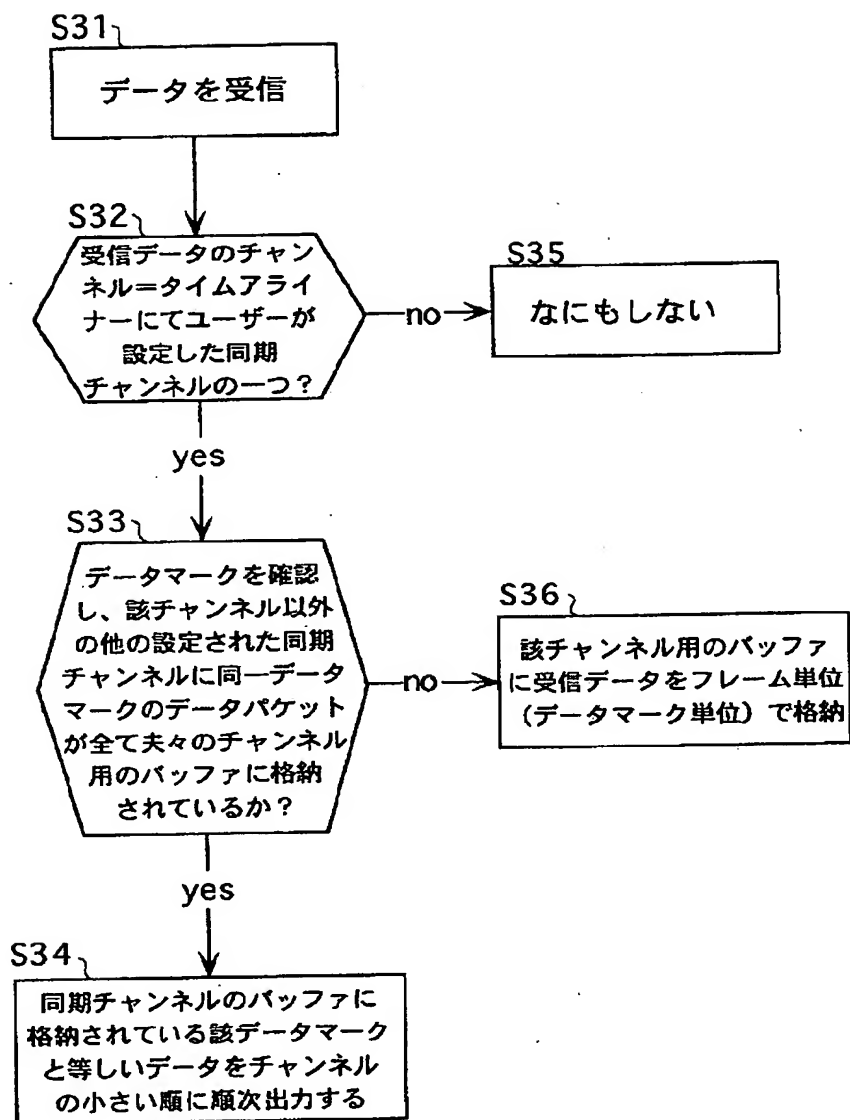 S31
データを受信
S32
受信データのチャン
ネル=タイムアライ
ナーにてユーザーが
設定した同期
チャンネルの一つ?
no
S35
なにもしない
yes
S33
データマークを確認
し、該チャンネル以外
の他の設定された同期
チャンネルに同一データ
マークのデータパケット
が全て夫々のチャンネル
用のバッファに格納
されているか?
no
S36
該チャンネル用のバッファ
に受信データをフレーム単位
(データマーク単位)で格納
yes
S34
同期チャンネルのバッファに
格納されている該データマーク
と等しいデータをチャンネル
の小さい順に順次出力する